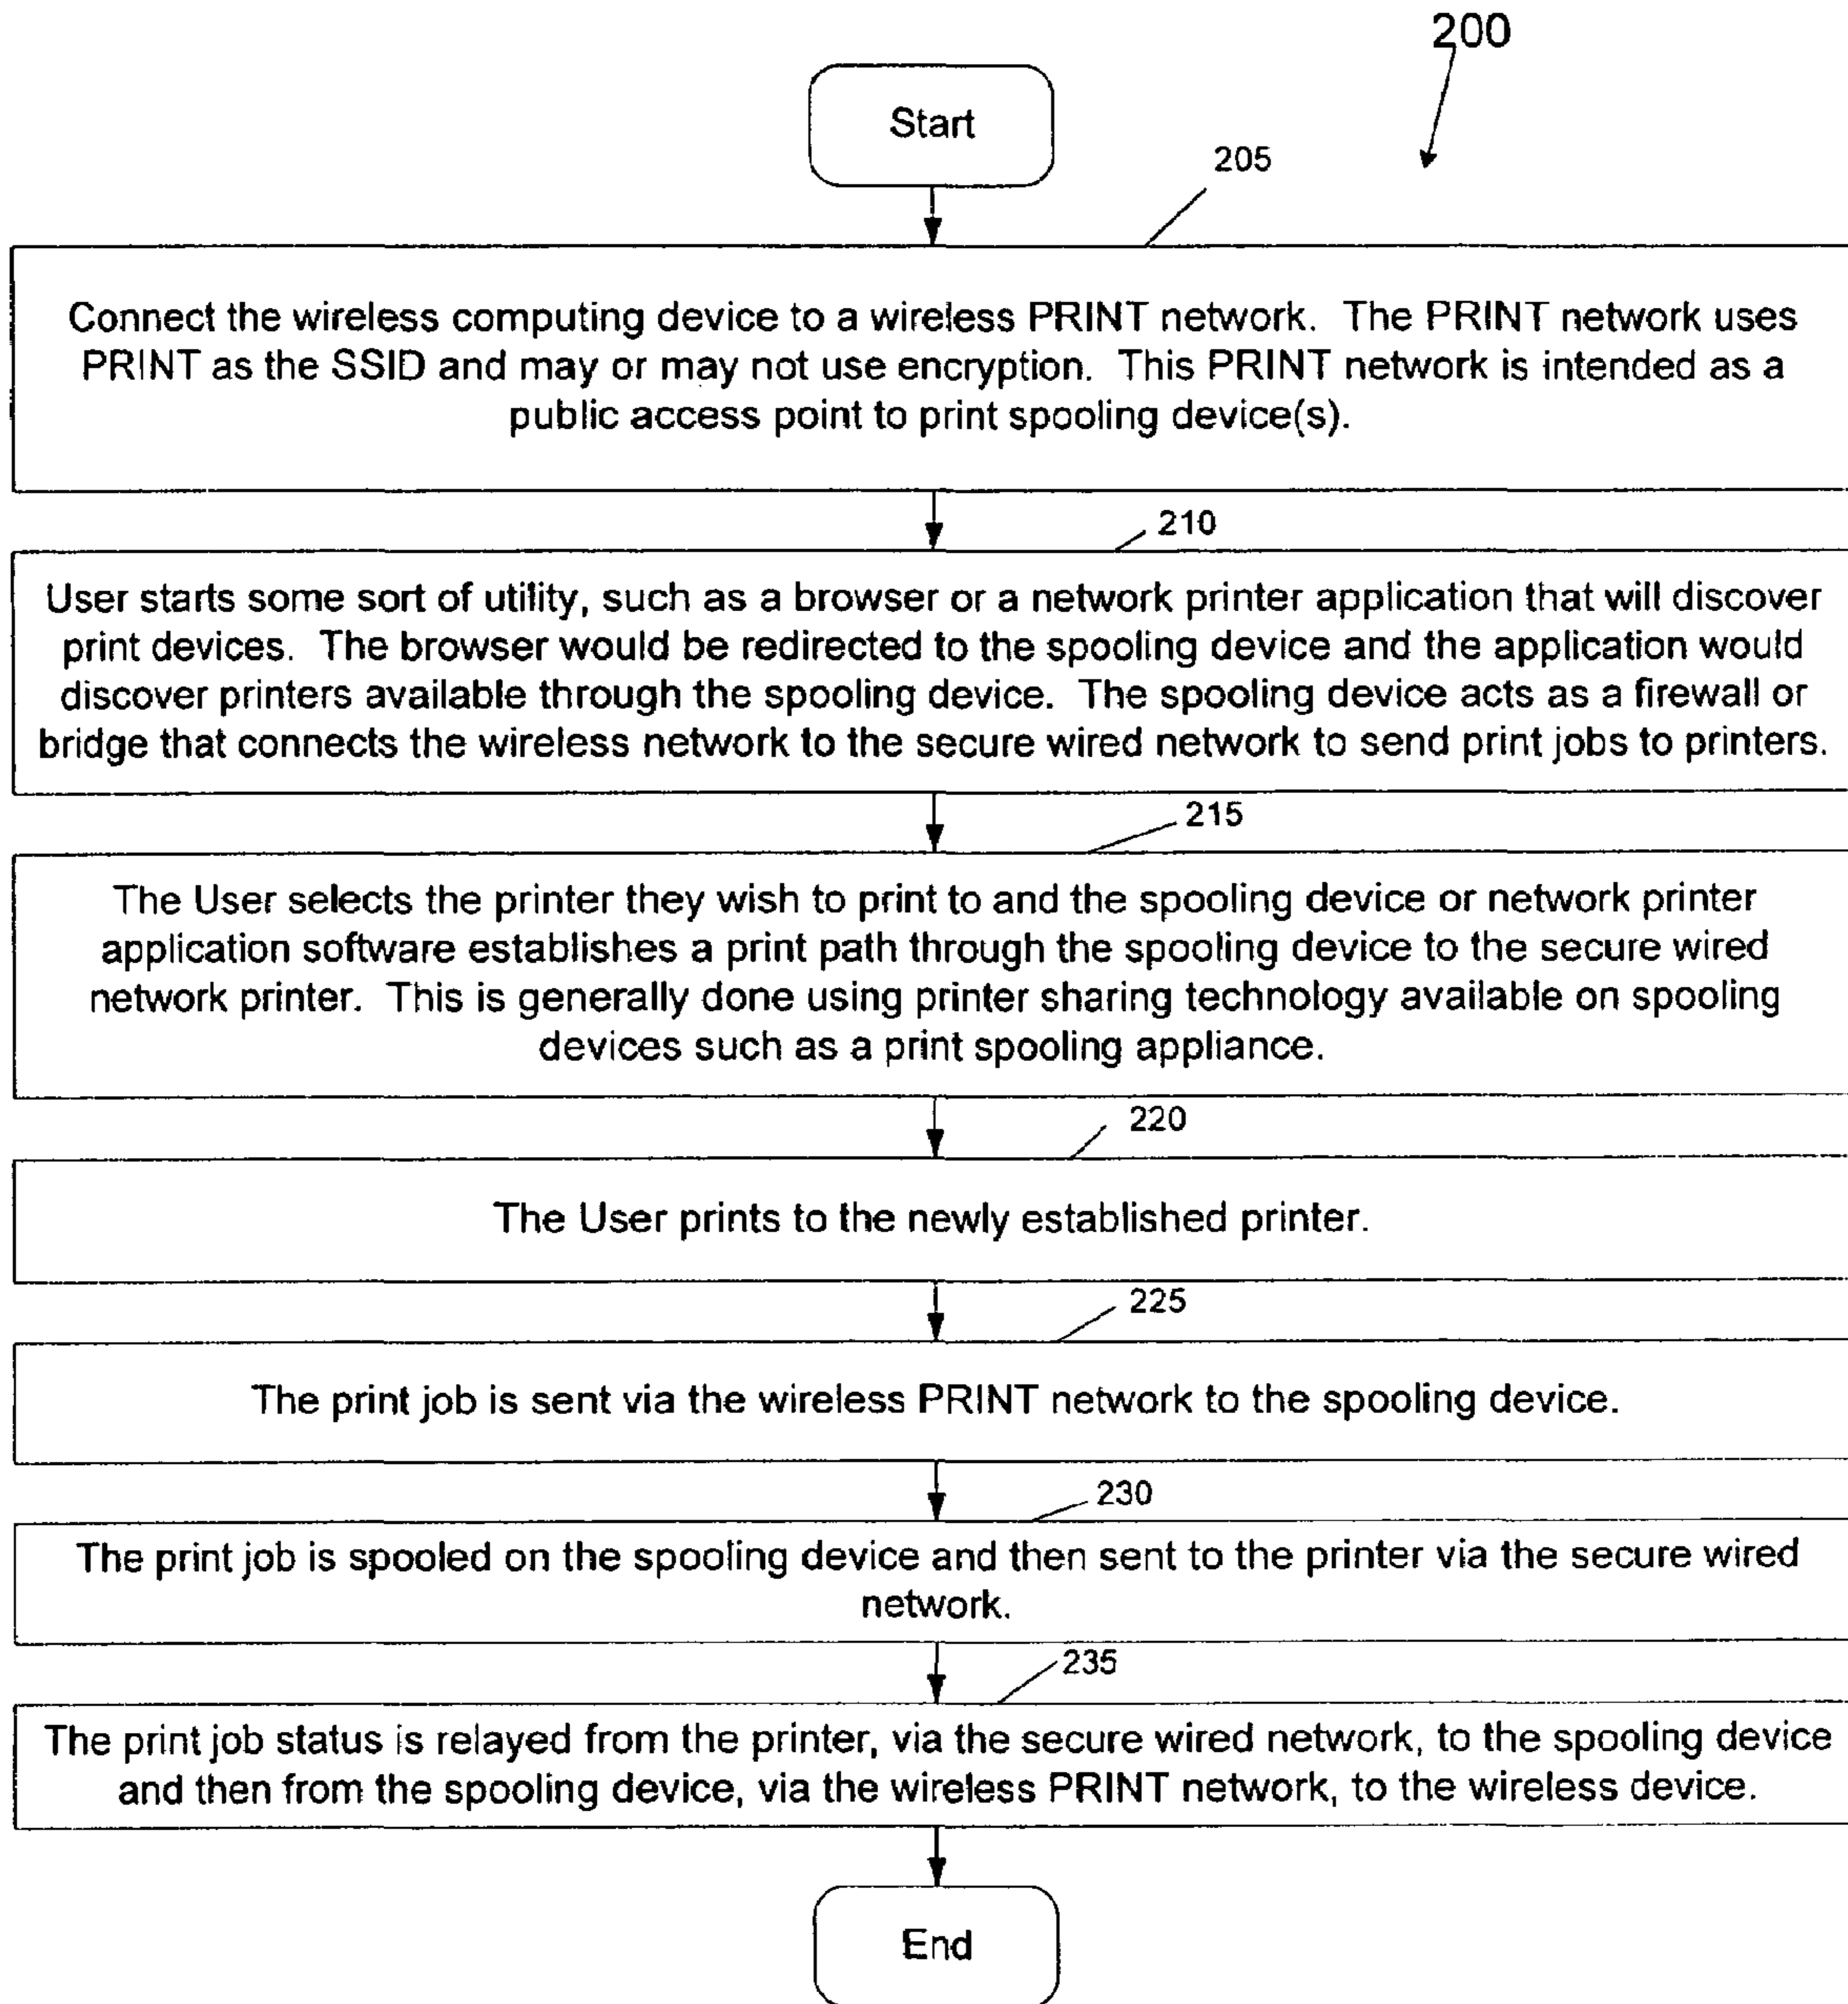 200
Start
205
Connect the wireless computing device to a wireless PRINT network. The PRINT network uses
PRINT as the SSID and may or may not use encryption. This PRINT network is intended as a
public access point to print spooling device(s).
210
User starts some sort of utility, such as a browser or a network printer application that will discover
print devices. The browser would be redirected to the spooling device and the application would
discover printers available through the spooling device. The spooling device acts as a firewall or
bridge that connects the wireless network to the secure wired network to send print jobs to printers.
215
The User selects the printer they wish to print to and the spooling device or network printer
application software establishes a print path through the spooling device to the secure wired
network printer. This is generally done using printer sharing technology available on spooling
devices such as a print spooling appliance.
220
The User prints to the newly established printer.
225
The print job is sent via the wireless PRINT network to the spooling device.
230
The print job is spooled on the spooling device and then sent to the printer via the secure wired
network.
235
The print job status is relayed from the printer, via the secure wired network, to the spooling device
and then from the spooling device, via the wireless PRINT network, to the wireless device.
End